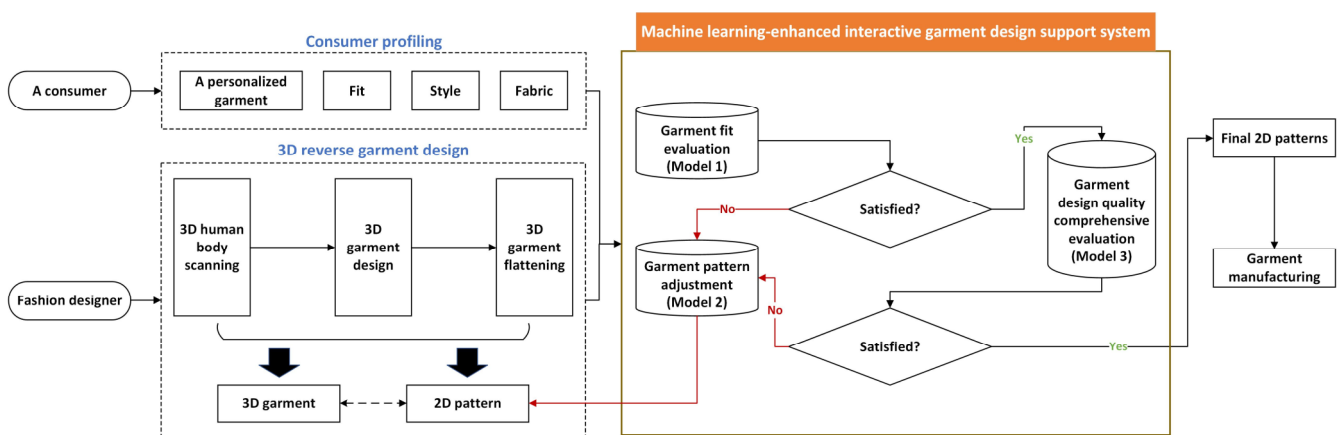 Machine learning-enhanced interactive garment design support system
Consumer profiling
A consumer
A personalized
garment
Fit
Style
Fabric
3D reverse garment design
Fashion designer
3D human
body
scanning
3D
garment
design
3D
garment
flattening
3D garment
2D pattern
Garment fit
evaluation
(Model 1)
Satisfied?
Yes
No
Garment
design quality
comprehensive
evaluation
(Model 3)
Garment pattern
adjustment
(Model 2)
No
Satisfied?
Yes
Final 2D patterns
Garment
manufacturing